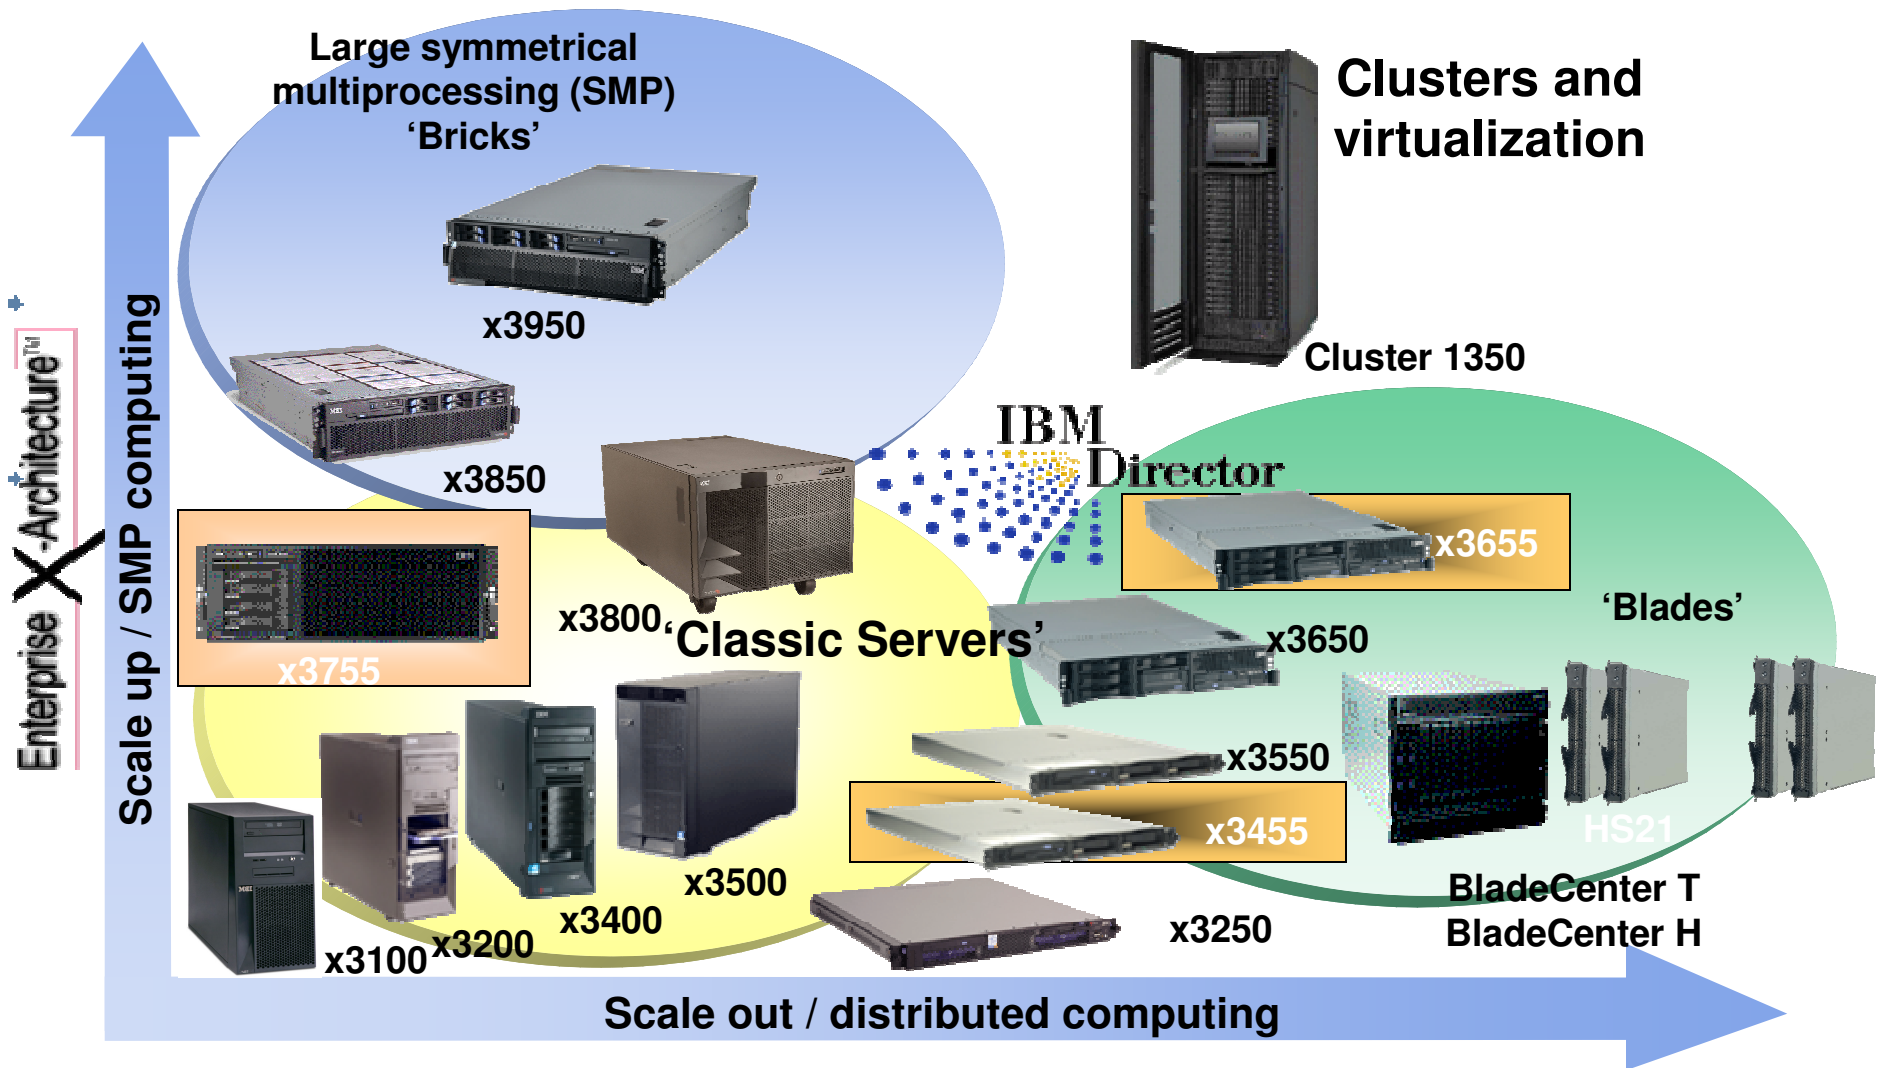 Large symmetrical
multiprocessing (SMP)
‘Bricks’
Clusters and
virtualization
x3950
Cluster 1350
x3850
IBM
Director
x3655
x3800
‘Classic Servers’
x3650
‘Blades’
x3755
x3550
x3455
HS21
x3500
x3400
x3200
x3100
x3250
BladeCenter T
BladeCenter H
Scale out / distributed computing
Scale up / SMP computing
Enterprise X-Architecture™